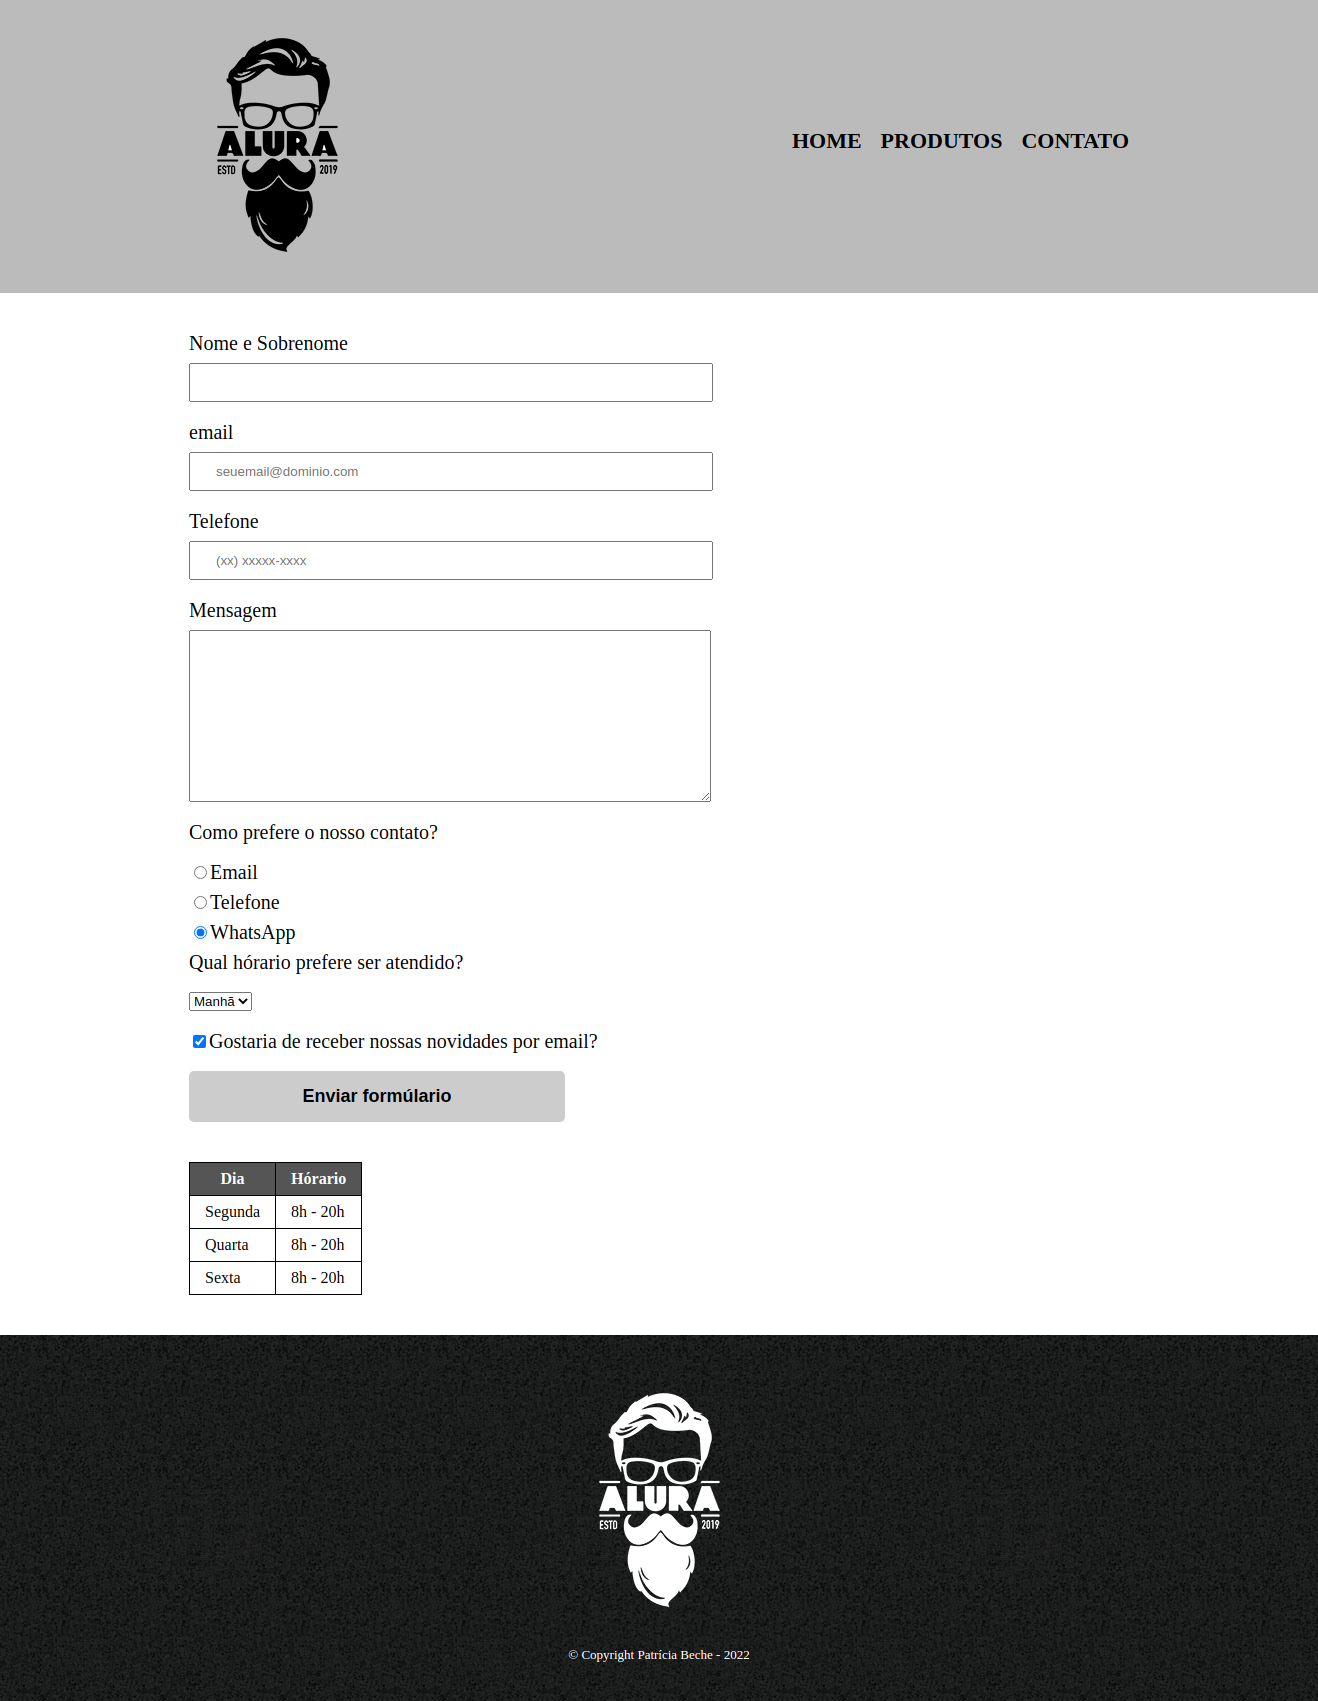 ALURA
ESTD 2019
HOME PRODUTOS CONTATO
Nome e Sobrenome
email
seuemail@dominio.com
Telefone
(xx) xxxxx-xxxx
Mensagem
Como prefere o nosso contato?
Email
Telefone
WhatsApp
Qual hórario prefere ser atendido?
Manhã
Gostaria de receber nossas novidades por email?
Enviar formúlario
Dia Hórario
Segunda 8h - 20h
Quarta 8h - 20h
Sexta 8h - 20h
ALURA
ESTD 2019
© Copyright Patrícia Beche - 2022